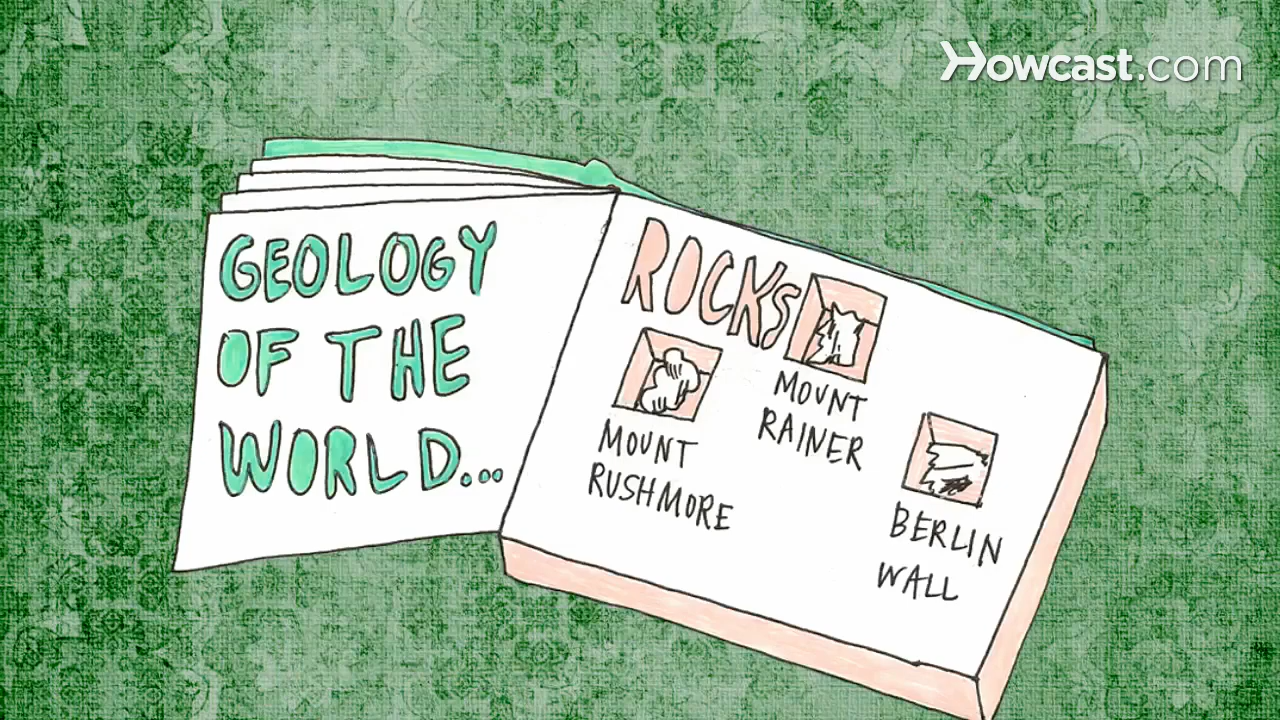 Howcast.com
GEOLOGY
OF THE
WORLD...
ROCKS
MOUNT
RUSHMORE
MOUNT
RAINER
BERLIN
WALL